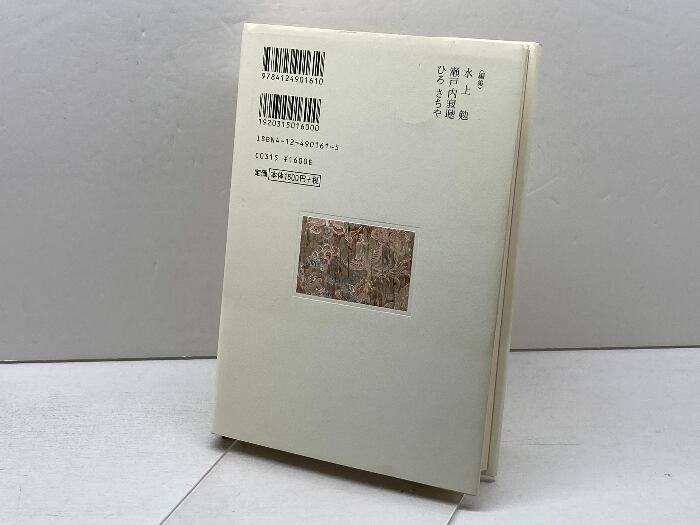 9784124901610
1920315016000
ISBN4-12-490161-5
C0315 ¥1600E
定価 本体1500円+税
〈編集〉
水上 勉
瀬戸内寂聴
ひろ さちや